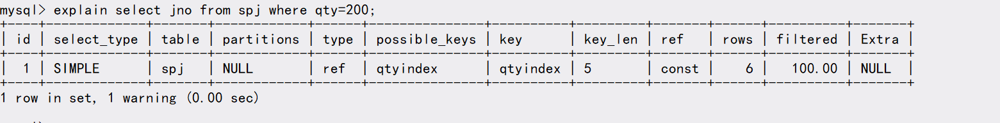 mysql> explain select jno from spj where qty=200;
+----+-------------+-------+------------+------+---------------+----------+---------+-------+------+----------+-------+
| id | select_type | table | partitions | type | possible_keys | key      | key_len | ref   | rows | filtered | Extra |
+----+-------------+-------+------------+------+---------------+----------+---------+-------+------+----------+-------+
|  1 | SIMPLE      | spj   | NULL       | ref  | qtyindex      | qtyindex | 5       | const |    6 |   100.00 | NULL  |
+----+-------------+-------+------------+------+---------------+----------+---------+-------+------+----------+-------+
1 row in set, 1 warning (0.00 sec)